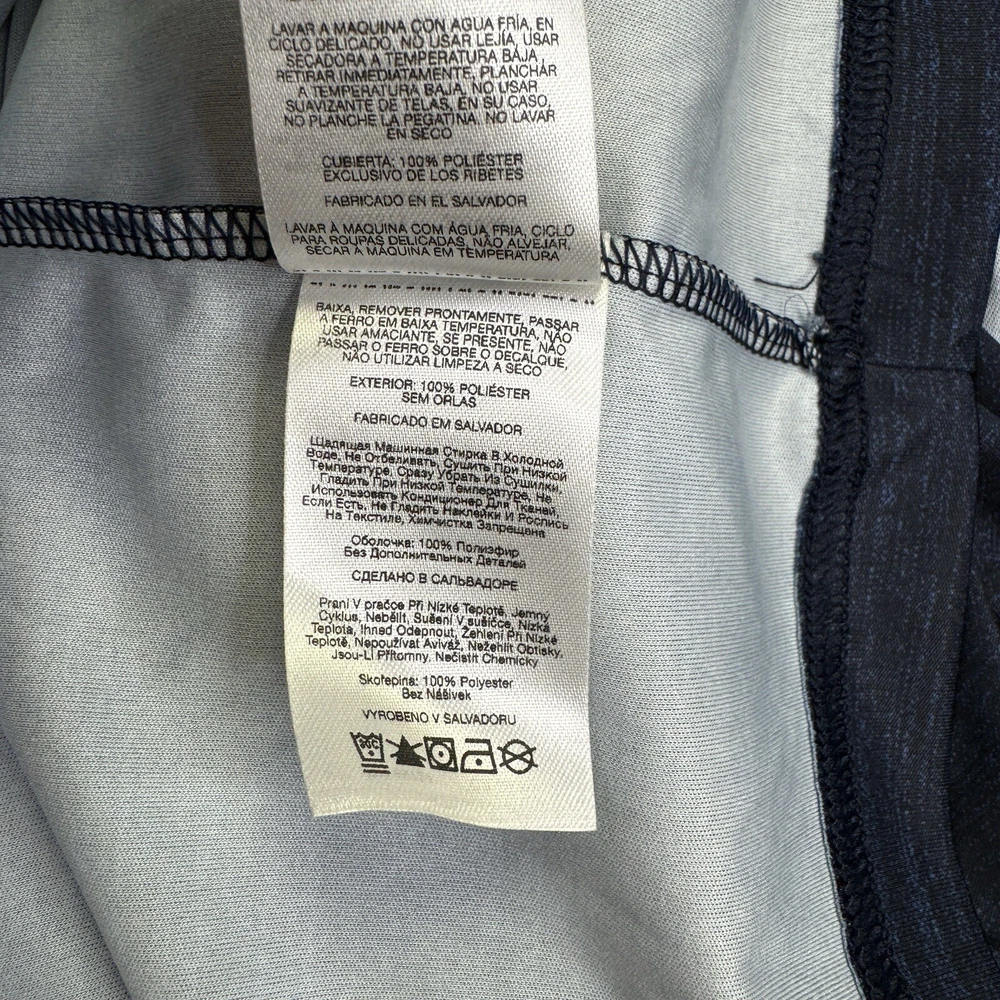 LAVAR A MAQUINA CON AGUA FRÍA, EN
CICLO DELICADO, NO USAR LEJÍA, USAR
SECADORA A TEMPERATURA BAJA,
RETIRAR INMEDIATAMENTE, PLANCHAR
A TEMPERATURA BAJA, NO USAR
SUAVIZANTE DE TELAS, EN SU CASO,
NO PLANCHE LA PEGATINA, NO LAVAR
EN SECO
CUBIERTA: 100% POLIÉSTER
EXCLUSIVO DE LOS RIBETES
FABRICADO EN EL SALVADOR
LAVAR À MÁQUINA COM ÁGUA FRIA, CICLO
PARA ROUPAS DELICADAS, NÃO ALVEJAR,
SECAR A MÁQUINA EM TEMPERATURA
BAIXA, REMOVER PRONTAMENTE, PASSAR
A FERRO EM BAIXA TEMPERATURA, NÃO
USAR AMACIANTE, SE PRESENTE, NÃO
PASSAR O FERRO SOBRE O DECALQUE,
NÃO UTILIZAR LIMPEZA A SECO
EXTERIOR: 100% POLIÉSTER
SEM ORLAS
FABRICADO EM SALVADOR
Щадящая Машинная Стирка В Холодной
Воде, Не Отбеливать, Сушить При Низкой
Температуре, Сразу Убрать Из Сушилки,
Гладить При Низкой Температуре, Не
Использовать Кондиционер Для Тканей,
Если Есть, Не Гладить Наклейки И Роспись
На Текстиле, Химчистка Запрещена
Оболочка: 100% Полиэфир
Без Дополнительных Деталей
СДЕЛАНО В САЛЬВАДОРЕ
Praní V pračce Při Nízké Teplotě, Jemný
Cyklus, Nebělit, Sušení V sušičce, Nízká
Teplota, Ihned Odepnout, Žehlení Při Nízké
Teplotě, Nepoužívat Aviváž, Nežehlit Obtisky,
Jsou-Li Přítomny, Nečistit Chemicky
Skořepina: 100% Polyester
Bez Nášivek
VYROBENO V SALVADORU
30C